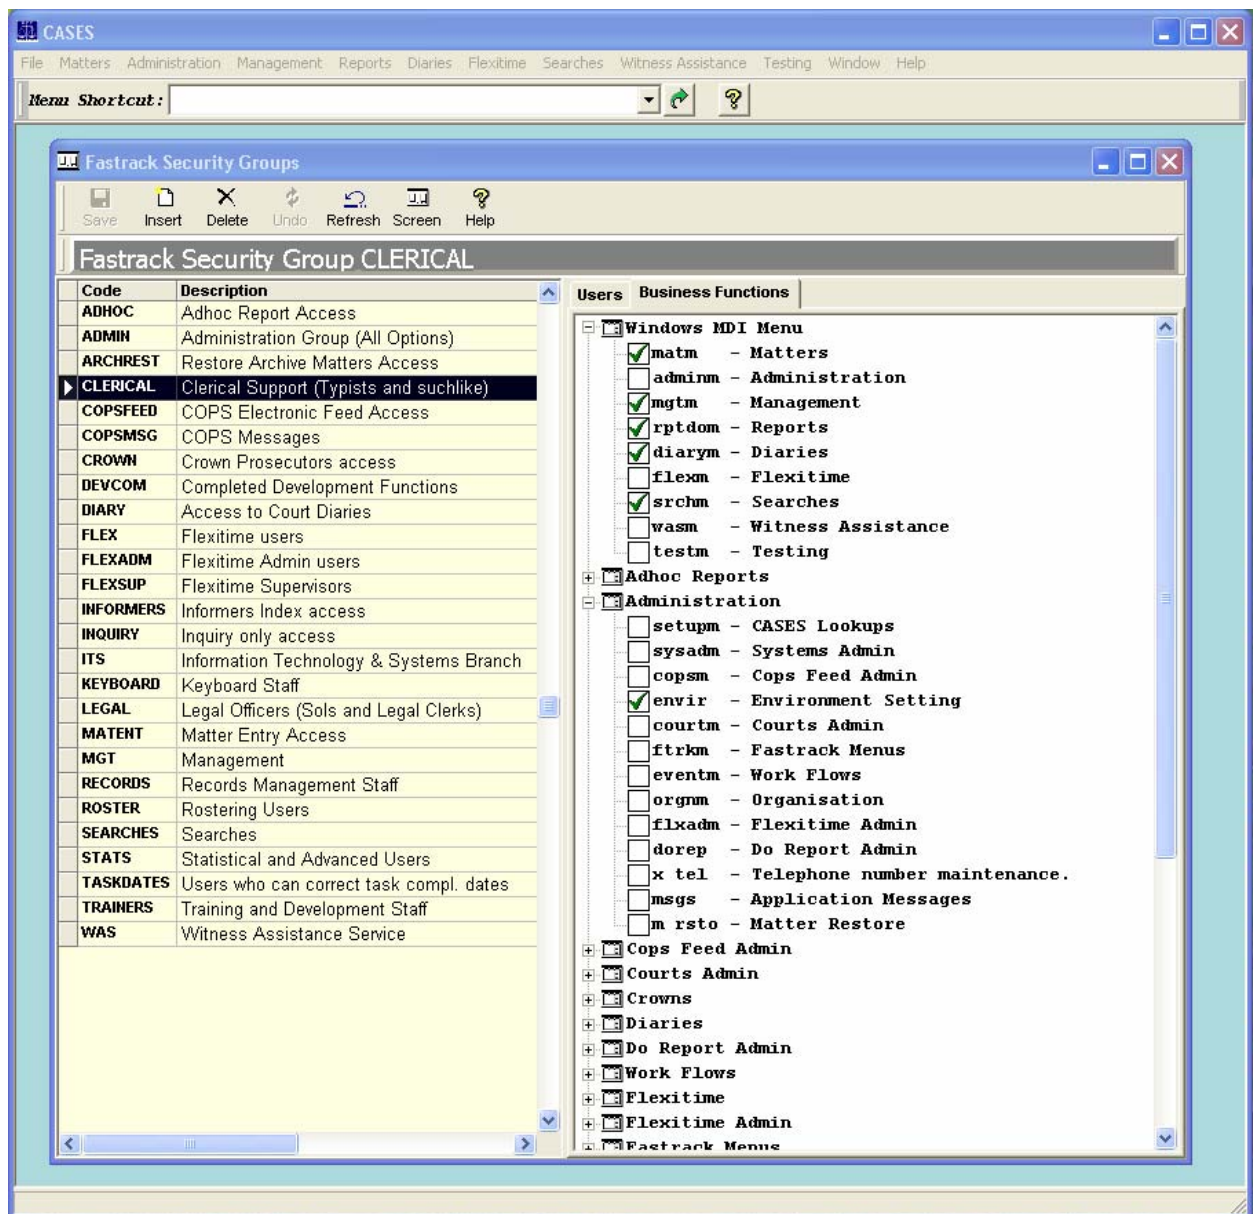 CASES
File Matters Administration Management Reports Diaries Flexitime Searches Witness Assistance Testing Window Help
Menu Shortcut:
Fastrack Security Groups
Save Insert Delete Undo Refresh Screen Help
Fastrack Security Group CLERICAL
Code Description
ADHOC Adhoc Report Access
ADMIN Administration Group (All Options)
ARCHREST Restore Archive Matters Access
CLERICAL Clerical Support (Typists and suchlike)
COPSFEED COPS Electronic Feed Access
COPSMSG COPS Messages
CROWN Crown Prosecutors access
DEVCOM Completed Development Functions
DIARY Access to Court Diaries
FLEX Flexitime users
FLEXADM Flexitime Admin users
FLEXSUP Flexitime Supervisors
INFORMERS Informers Index access
INQUIRY Inquiry only access
ITS Information Technology & Systems Branch
KEYBOARD Keyboard Staff
LEGAL Legal Officers (Sols and Legal Clerks)
MATENT Matter Entry Access
MGT Management
RECORDS Records Management Staff
ROSTER Rostering Users
SEARCHES Searches
STATS Statistical and Advanced Users
TASKDATES Users who can correct task compl. dates
TRAINERS Training and Development Staff
WAS Witness Assistance Service
Users Business Functions
Windows MDI Menu
matm - Matters
adminm - Administration
mgtm - Management
rptdom - Reports
diarym - Diaries
flexm - Flexitime
srchm - Searches
wasm - Witness Assistance
testm - Testing
Adhoc Reports
Administration
setupm - CASES Lookups
sysadm - Systems Admin
copsm - Cops Feed Admin
envir - Environment Setting
courtm - Courts Admin
ftrkm - Fastrack Menus
eventm - Work Flows
orgnm - Organisation
flxadm - Flexitime Admin
dorep - Do Report Admin
x tel - Telephone number maintenance.
msgs - Application Messages
m rsto - Matter Restore
Cops Feed Admin
Courts Admin
Crowns
Diaries
Do Report Admin
Work Flows
Flexitime
Flexitime Admin
Fastrack Menus